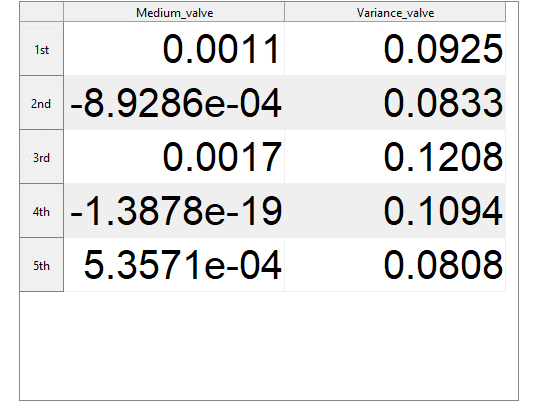 Medium_valve Variance_valve
1st 0.0011 0.0925
2nd -8.9286e-04 0.0833
3rd 0.0017 0.1208
4th -1.3878e-19 0.1094
5th 5.3571e-04 0.0808